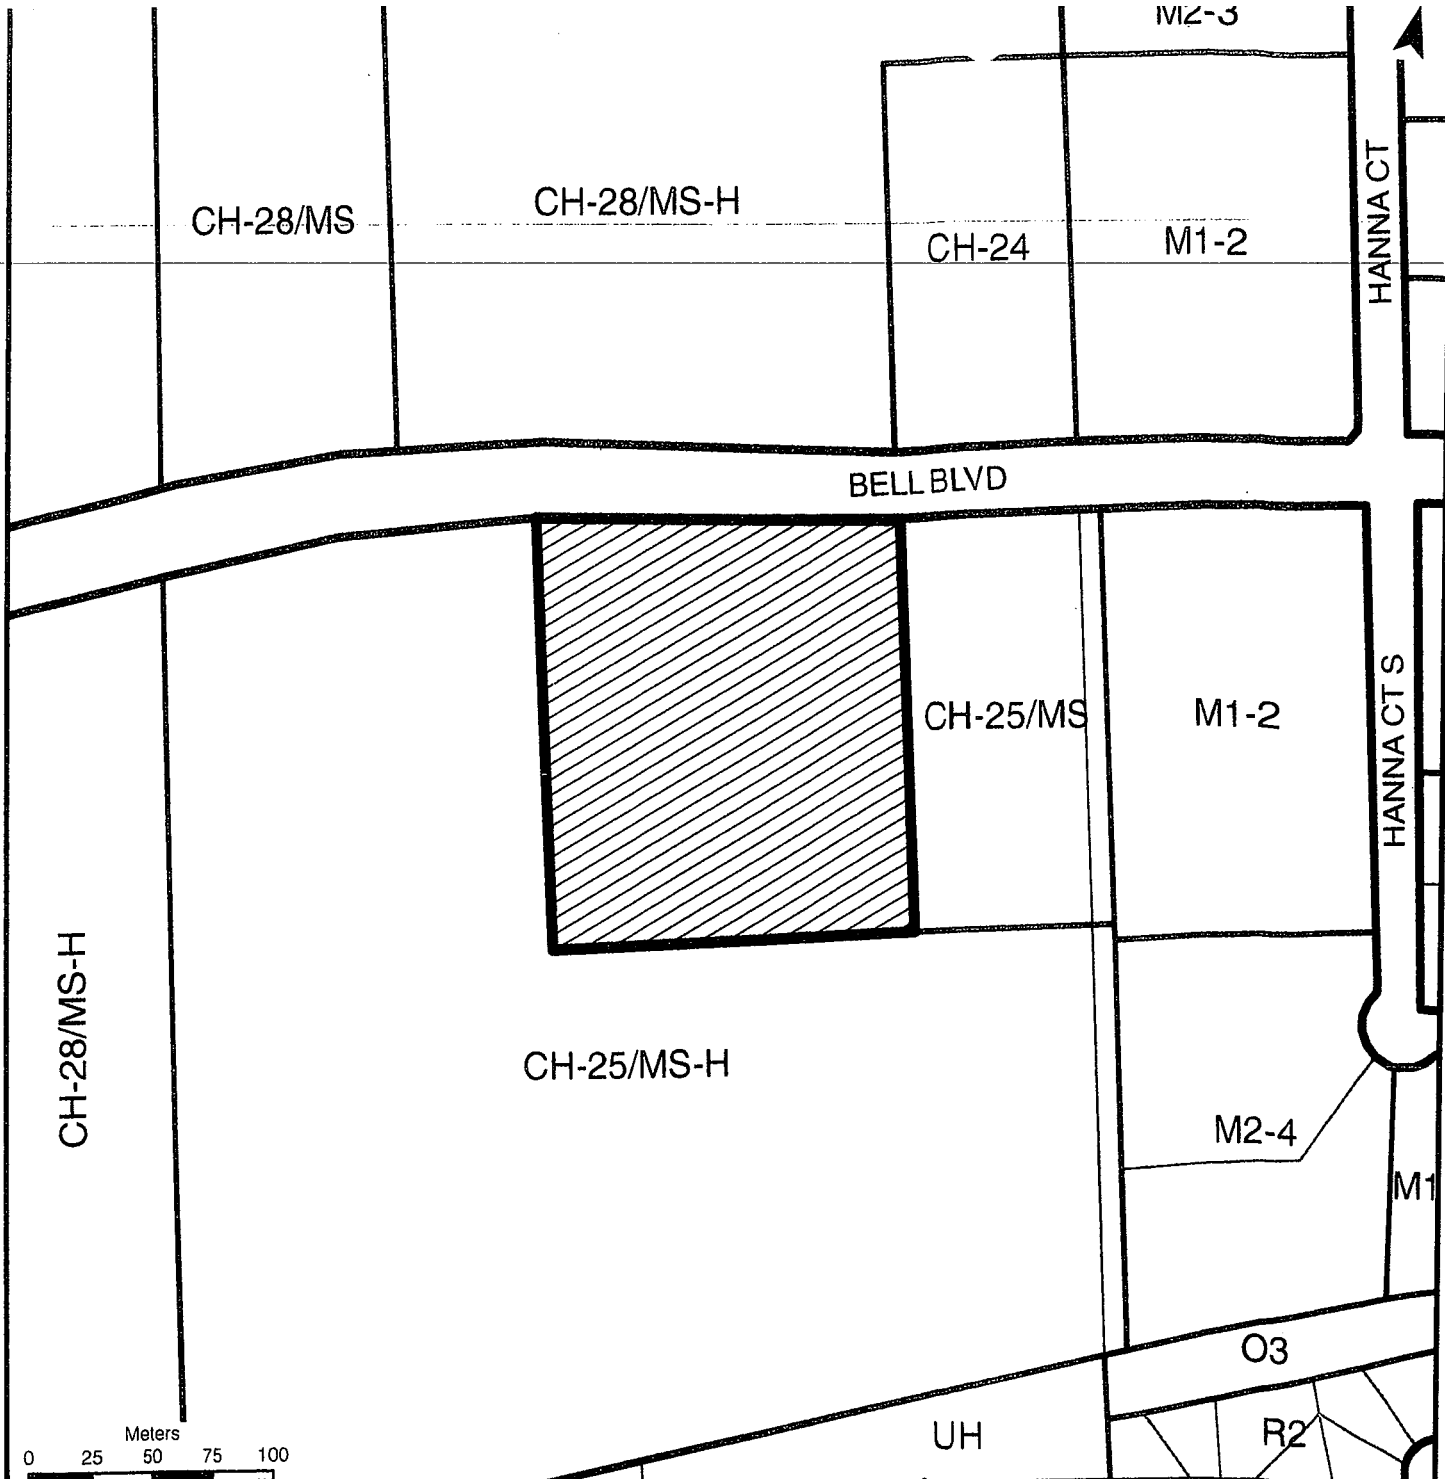 M2-3
HANNA CT
CH-28/MS
CH-28/MS-H
CH-24
M1-2
BELL BLVD
CH-25/MS
M1-2
HANNA CT S
CH-28/MS-H
CH-25/MS-H
M2-4
M1
O3
UH
R2
Meters
0 25 50 75 100